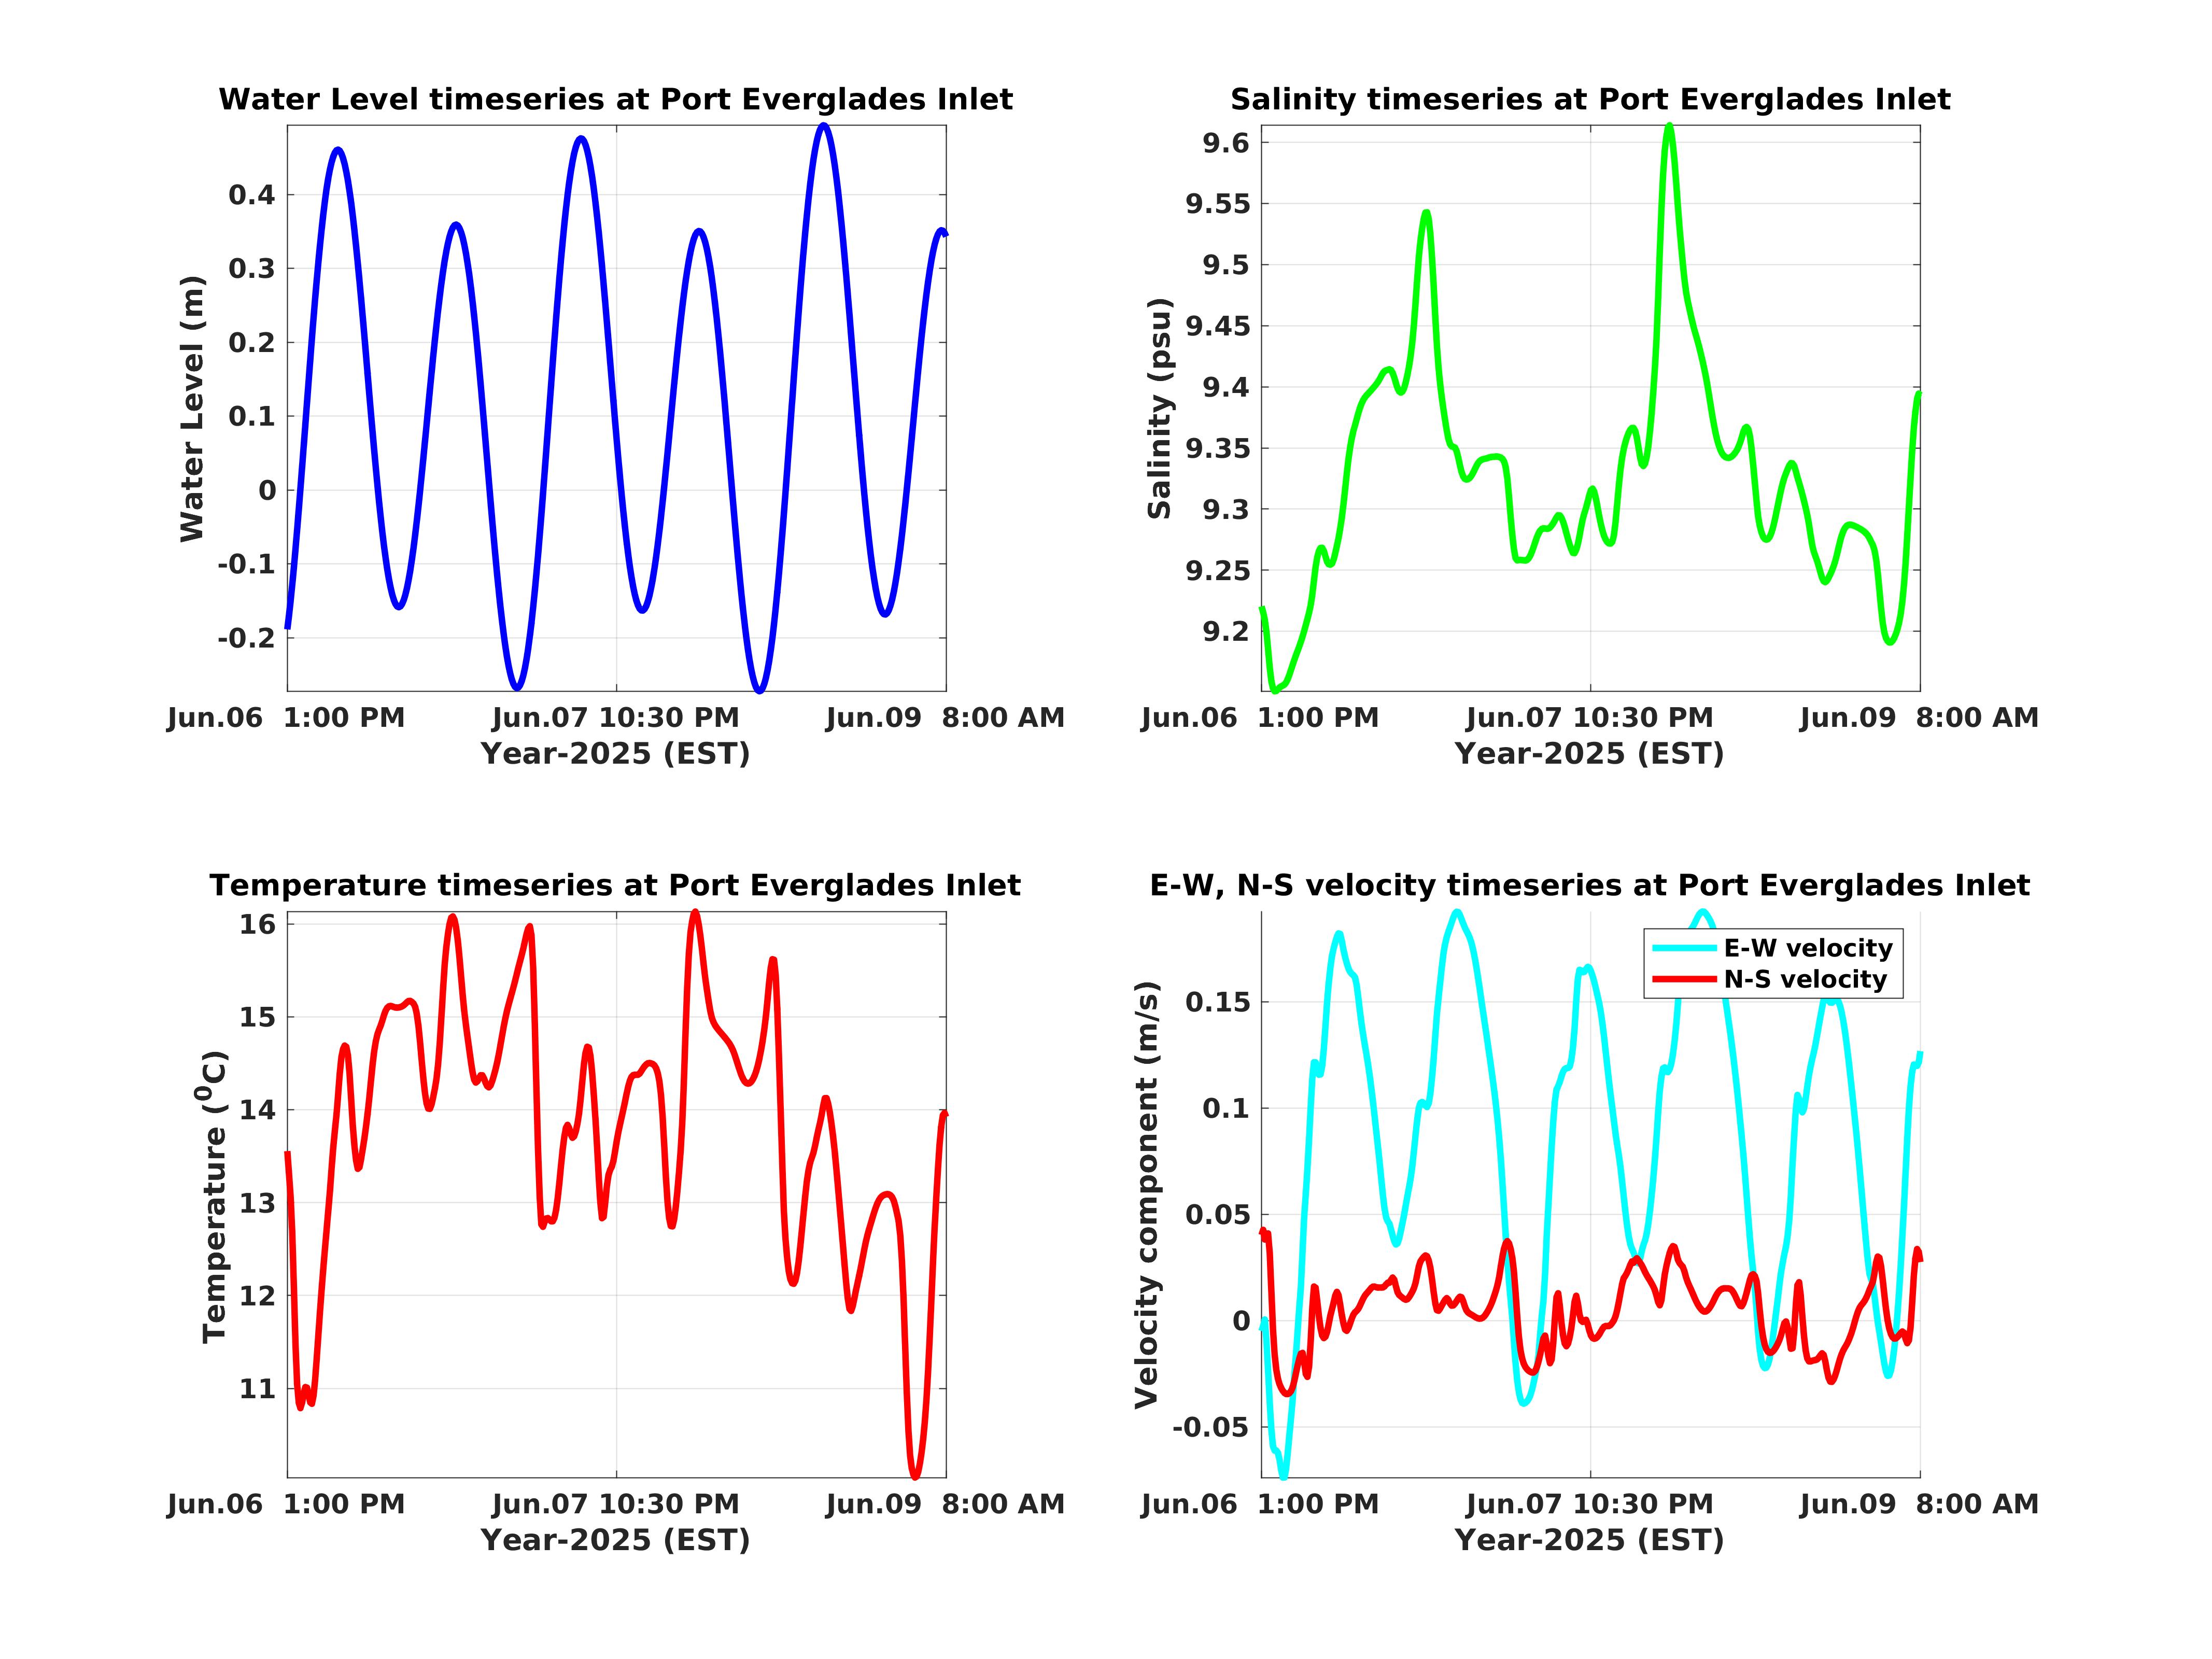 Water Level timeseries at Port Everglades Inlet
0.4
0.3
0.2
0.1
0
-0.1
-0.2
Water Level (m)
Jun.06 1:00 PM Jun.07 10:30 PM Jun.09 8:00 AM
Year-2025 (EST)
Salinity timeseries at Port Everglades Inlet
9.6
9.55
9.5
9.45
9.4
9.35
9.3
9.25
9.2
Salinity (psu)
Jun.06 1:00 PM Jun.07 10:30 PM Jun.09 8:00 AM
Year-2025 (EST)
Temperature timeseries at Port Everglades Inlet
16
15
14
13
12
11
Temperature (⁰C)
Jun.06 1:00 PM Jun.07 10:30 PM Jun.09 8:00 AM
Year-2025 (EST)
E-W, N-S velocity timeseries at Port Everglades Inlet
E-W velocity
N-S velocity
0.15
0.1
0.05
0
-0.05
Velocity component (m/s)
Jun.06 1:00 PM Jun.07 10:30 PM Jun.09 8:00 AM
Year-2025 (EST)